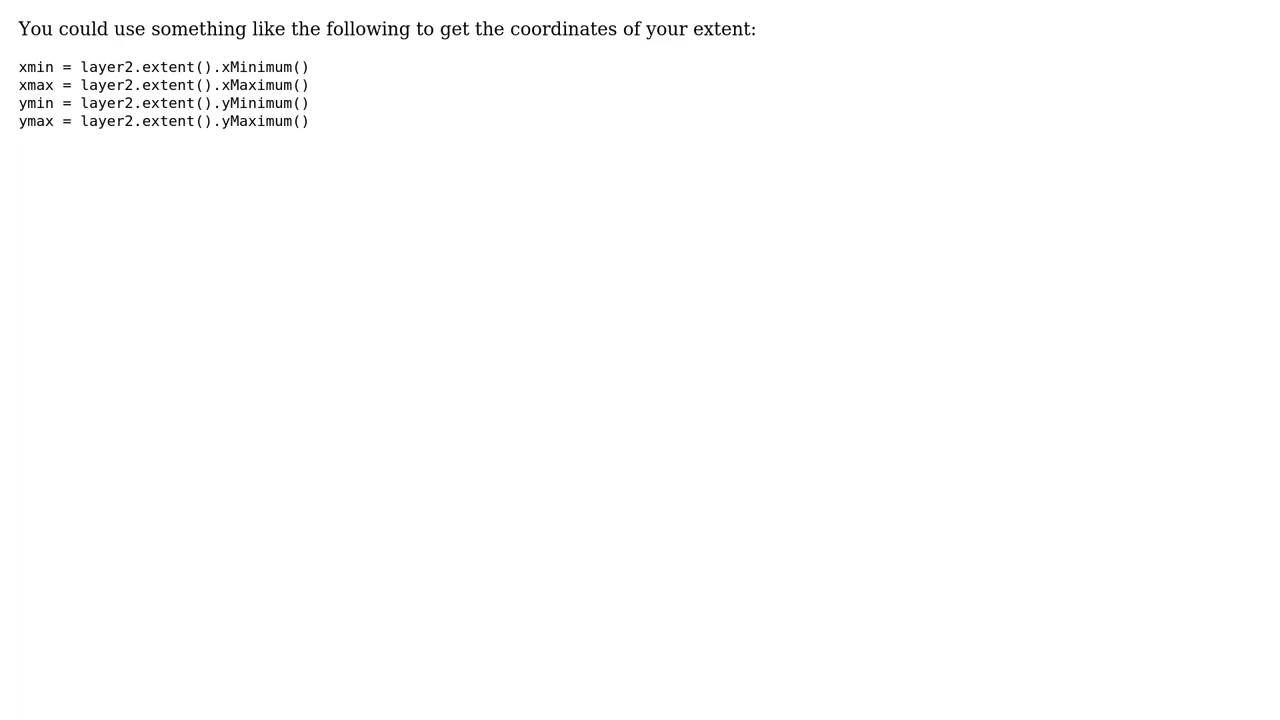 You could use something like the following to get the coordinates of your extent:
xmin = layer2.extent().xMinimum()
xmax = layer2.extent().xMaximum()
ymin = layer2.extent().yMinimum()
ymax = layer2.extent().yMaximum()